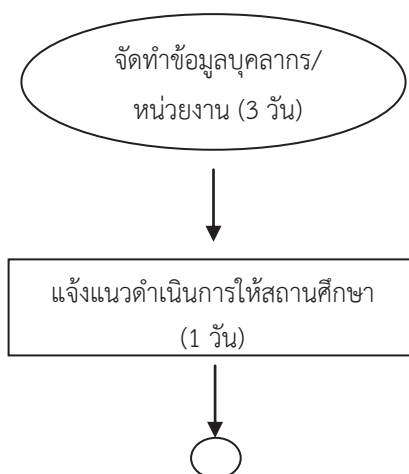 จัดทำข้อมูลบุคลากร/
หน่วยงาน (3 วัน)
แจ้งแนวดำเนินการให้สถานศึกษา
(1 วัน)